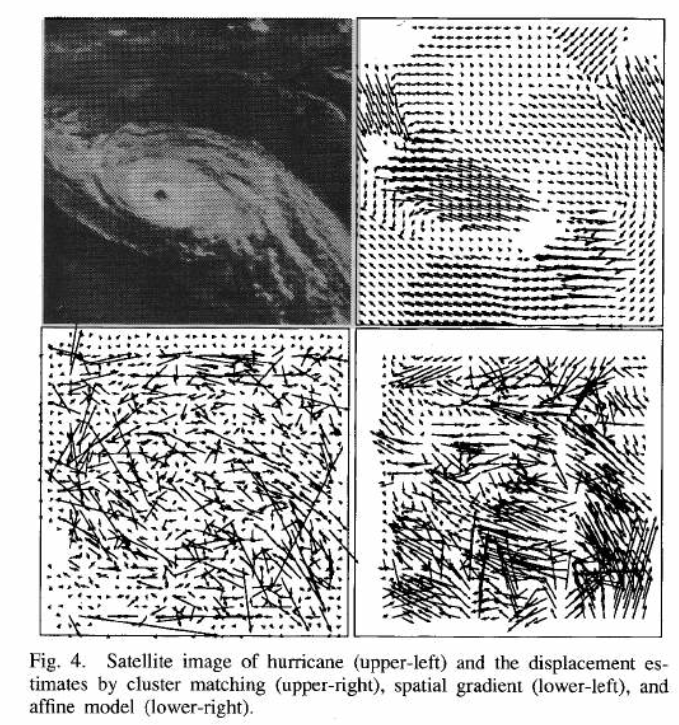 Fig. 4. Satellite image of hurricane (upper-left) and the displacement es-
timates by cluster matching (upper-right), spatial gradient (lower-left), and
affine model (lower-right).